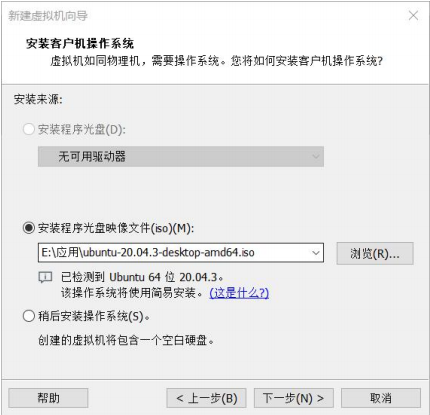 新建虚拟机向导
安装客户机操作系统
虚拟机如同物理机，需要操作系统。您将如何安装客户机操作系统?
安装来源:
安装程序光盘(D):
无可用驱动器
安装程序光盘映像文件(iso)(M):
E:\应用\ubuntu-20.04.3-desktop-amd64.iso
浏览(R)...
已检测到 Ubuntu 64 位 20.04.3。
该操作系统将使用简易安装。(这是什么?)
稍后安装操作系统(S)。
创建的虚拟机将包含一个空白硬盘。
帮助
< 上一步(B)
下一步(N) >
取消